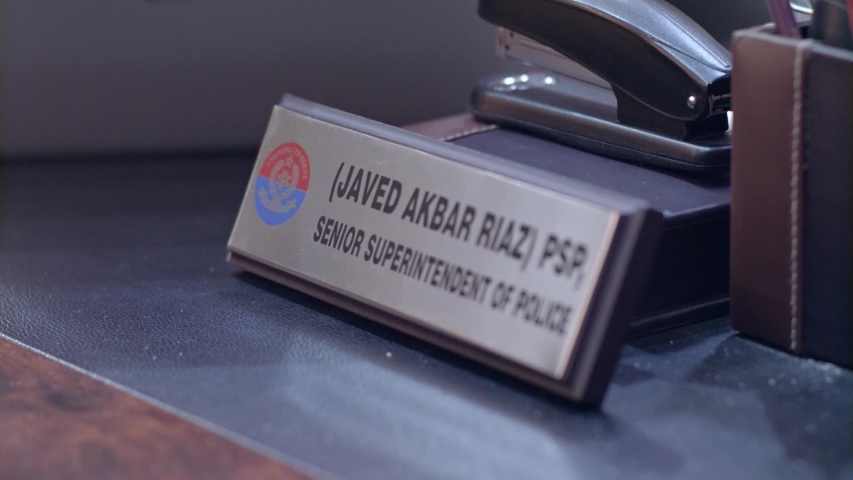 (JAVED AKBAR RIAZ) PSP,
SENIOR SUPERINTENDENT OF POLICE